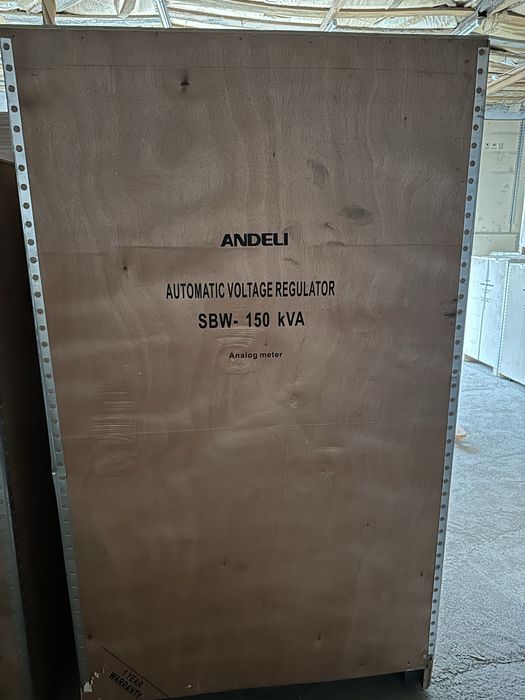 ANDELI
AUTOMATIC VOLTAGE REGULATOR
SBW- 150 kVA
Analog meter
1 YEAR
WARRANTY